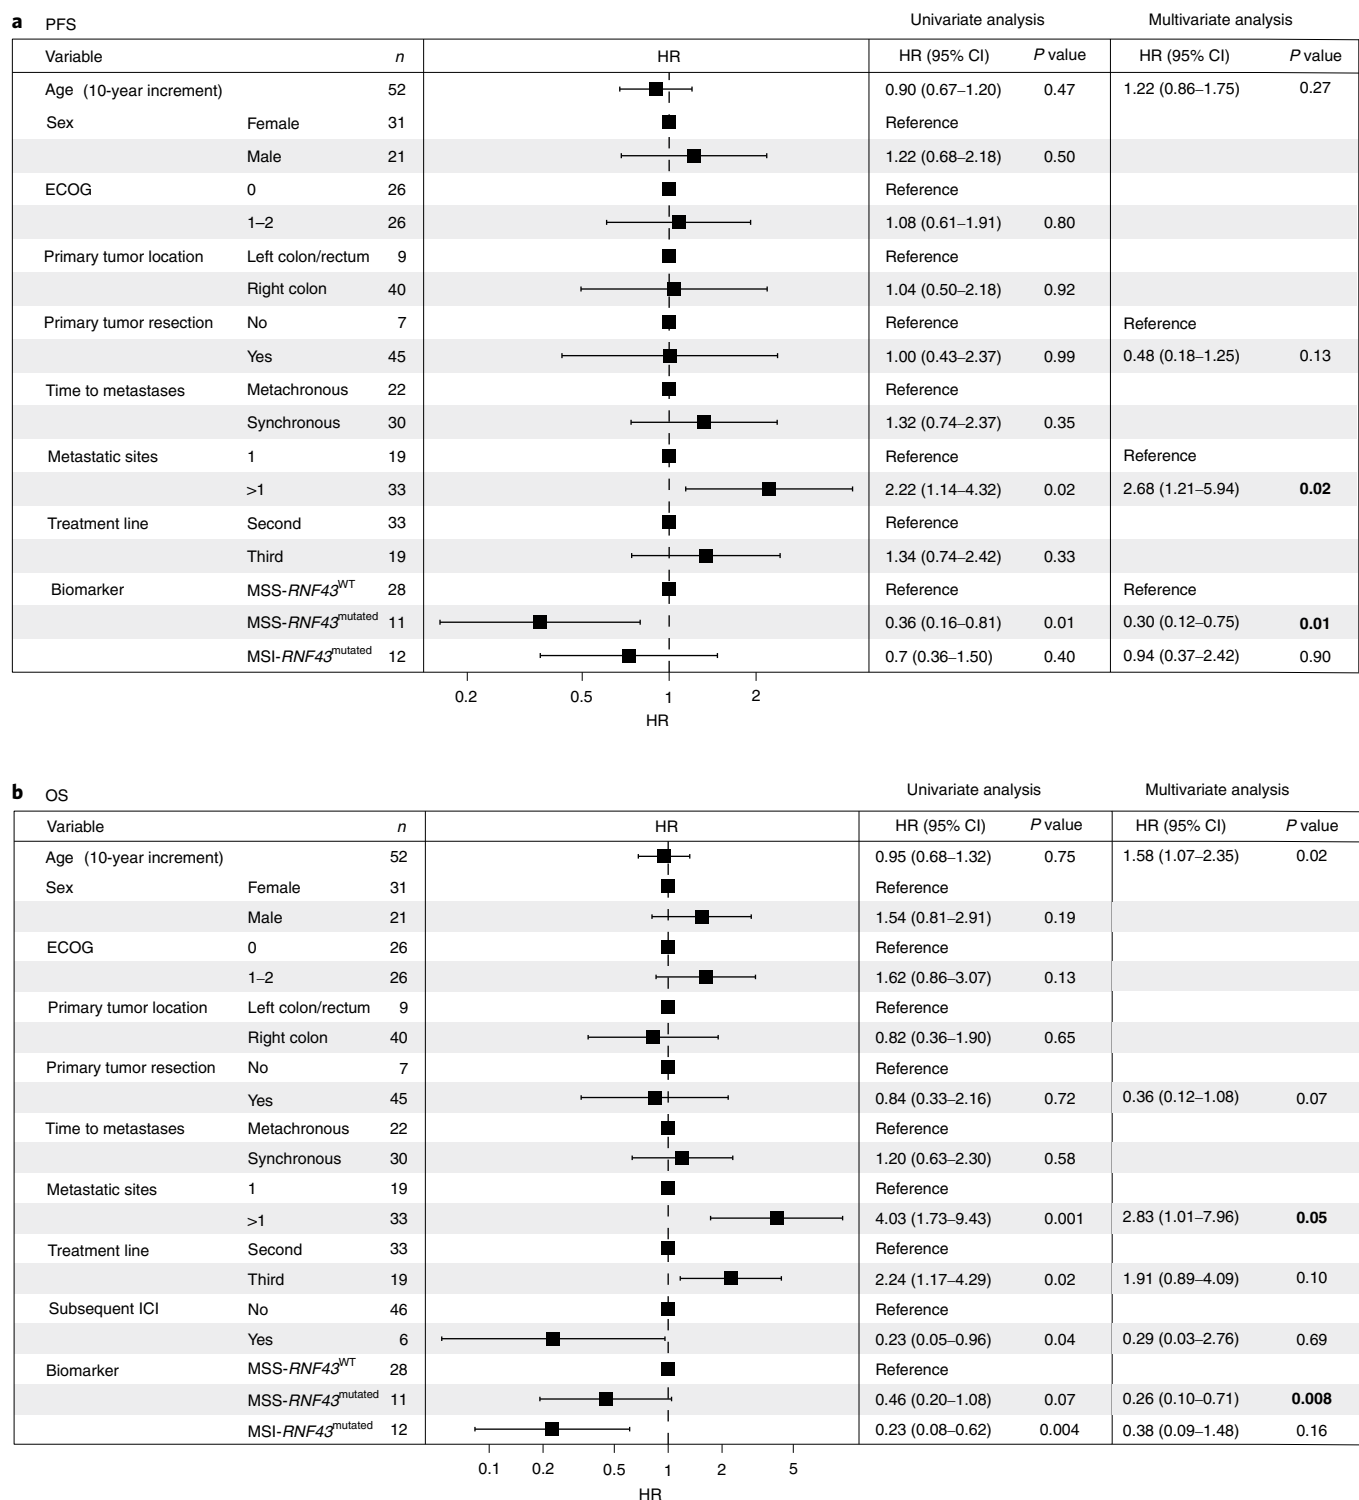 a PFS Univariate analysis Multivariate analysis
Variable n HR HR (95% CI) P value HR (95% CI) P value
Age (10-year increment) 52 0.90 (0.67–1.20) 0.47 1.22 (0.86–1.75) 0.27
Sex Female 31 Reference
Male 21 1.22 (0.68–2.18) 0.50
ECOG 0 26 Reference
1–2 26 1.08 (0.61–1.91) 0.80
Primary tumor location Left colon/rectum 9 Reference
Right colon 40 1.04 (0.50–2.18) 0.92
Primary tumor resection No 7 Reference Reference
Yes 45 1.00 (0.43–2.37) 0.99 0.48 (0.18–1.25) 0.13
Time to metastases Metachronous 22 Reference
Synchronous 30 1.32 (0.74–2.37) 0.35
Metastatic sites 1 19 Reference Reference
>1 33 2.22 (1.14–4.32) 0.02 2.68 (1.21–5.94) 0.02
Treatment line Second 33 Reference
Third 19 1.34 (0.74–2.42) 0.33
Biomarker MSS-RNF43WT 28 Reference Reference
MSS-RNF43mutated 11 0.36 (0.16–0.81) 0.01 0.30 (0.12–0.75) 0.01
MSI-RNF43mutated 12 0.7 (0.36–1.50) 0.40 0.94 (0.37–2.42) 0.90
0.2 0.5 1 2
HR
b OS Univariate analysis Multivariate analysis
Variable n HR HR (95% CI) P value HR (95% CI) P value
Age (10-year increment) 52 0.95 (0.68–1.32) 0.75 1.58 (1.07–2.35) 0.02
Sex Female 31 Reference
Male 21 1.54 (0.81–2.91) 0.19
ECOG 0 26 Reference
1–2 26 1.62 (0.86–3.07) 0.13
Primary tumor location Left colon/rectum 9 Reference
Right colon 40 0.82 (0.36–1.90) 0.65
Primary tumor resection No 7 Reference
Yes 45 0.84 (0.33–2.16) 0.72 0.36 (0.12–1.08) 0.07
Time to metastases Metachronous 22 Reference
Synchronous 30 1.20 (0.63–2.30) 0.58
Metastatic sites 1 19 Reference
>1 33 4.03 (1.73–9.43) 0.001 2.83 (1.01–7.96) 0.05
Treatment line Second 33 Reference
Third 19 2.24 (1.17–4.29) 0.02 1.91 (0.89–4.09) 0.10
Subsequent ICI No 46 Reference
Yes 6 0.23 (0.05–0.96) 0.04 0.29 (0.03–2.76) 0.69
Biomarker MSS-RNF43WT 28 Reference
MSS-RNF43mutated 11 0.46 (0.20–1.08) 0.07 0.26 (0.10–0.71) 0.008
MSI-RNF43mutated 12 0.23 (0.08–0.62) 0.004 0.38 (0.09–1.48) 0.16
0.1 0.2 0.5 1 2 5
HR